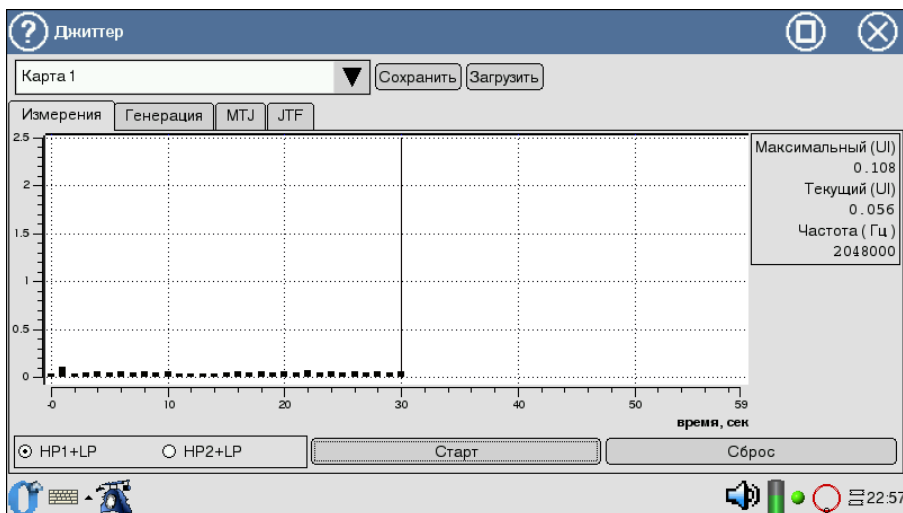 Джиттер
Карта 1
Сохранить Загрузить
Измерения Генерация MTJ JTF
2.5
2
1.5
1
0.5
0
0 10 20 30 40 50 59
время, сек
Максимальный (UI)
0.108
Текущий (UI)
0.056
Частота ( Гц )
2048000
HP1+LP HP2+LP Старт Сброс
22:57